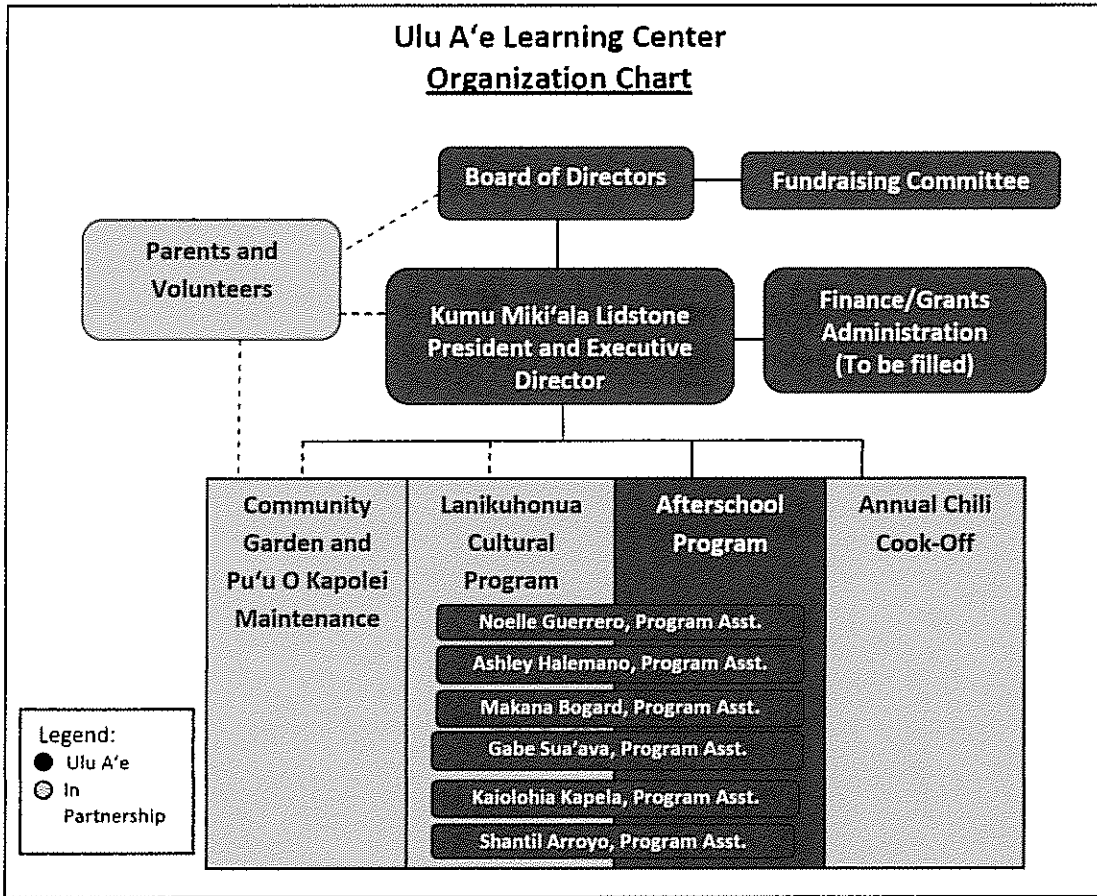 Ulu A‘e Learning Center
Organization Chart
Board of Directors
Fundraising Committee
Parents and
Volunteers
Kumu Miki‘ala Lidstone
President and Executive
Director
Finance/Grants
Administration
(To be filled)
Community
Garden and
Pu‘u O Kapolei
Maintenance
Lanikuhonua
Cultural
Program
Afterschool
Program
Annual Chili
Cook-Off
Noelle Guerrero, Program Asst.
Ashley Halemano, Program Asst.
Makana Bogard, Program Asst.
Gabe Sua’ava, Program Asst.
Kaiolohia Kapela, Program Asst.
Shantil Arroyo, Program Asst.
Legend:
Ulu A‘e
In
Partnership